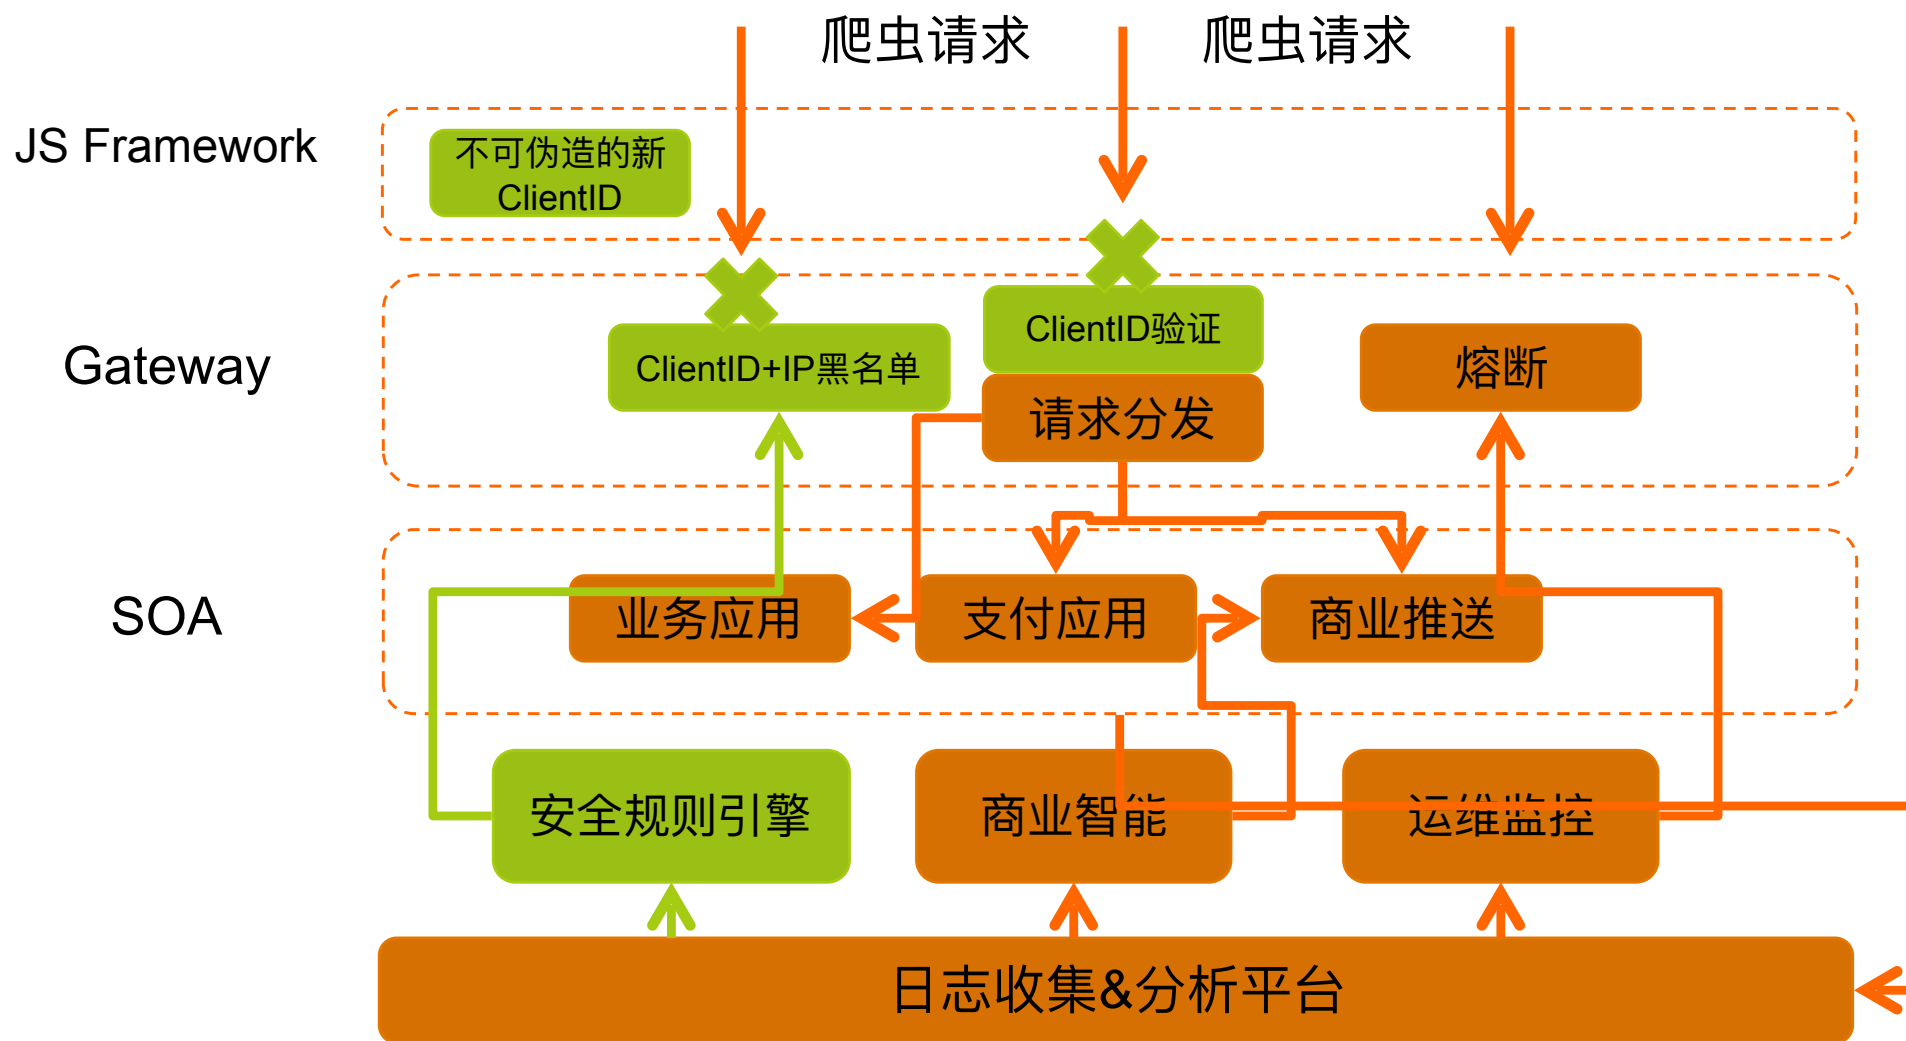 爬虫请求
爬虫请求
JS Framework
不可伪造的新
ClientID
Gateway
ClientID+IP黑名单
ClientID验证
请求分发
熔断
SOA
业务应用
支付应用
商业推送
安全规则引擎
商业智能
运维监控
日志收集&分析平台